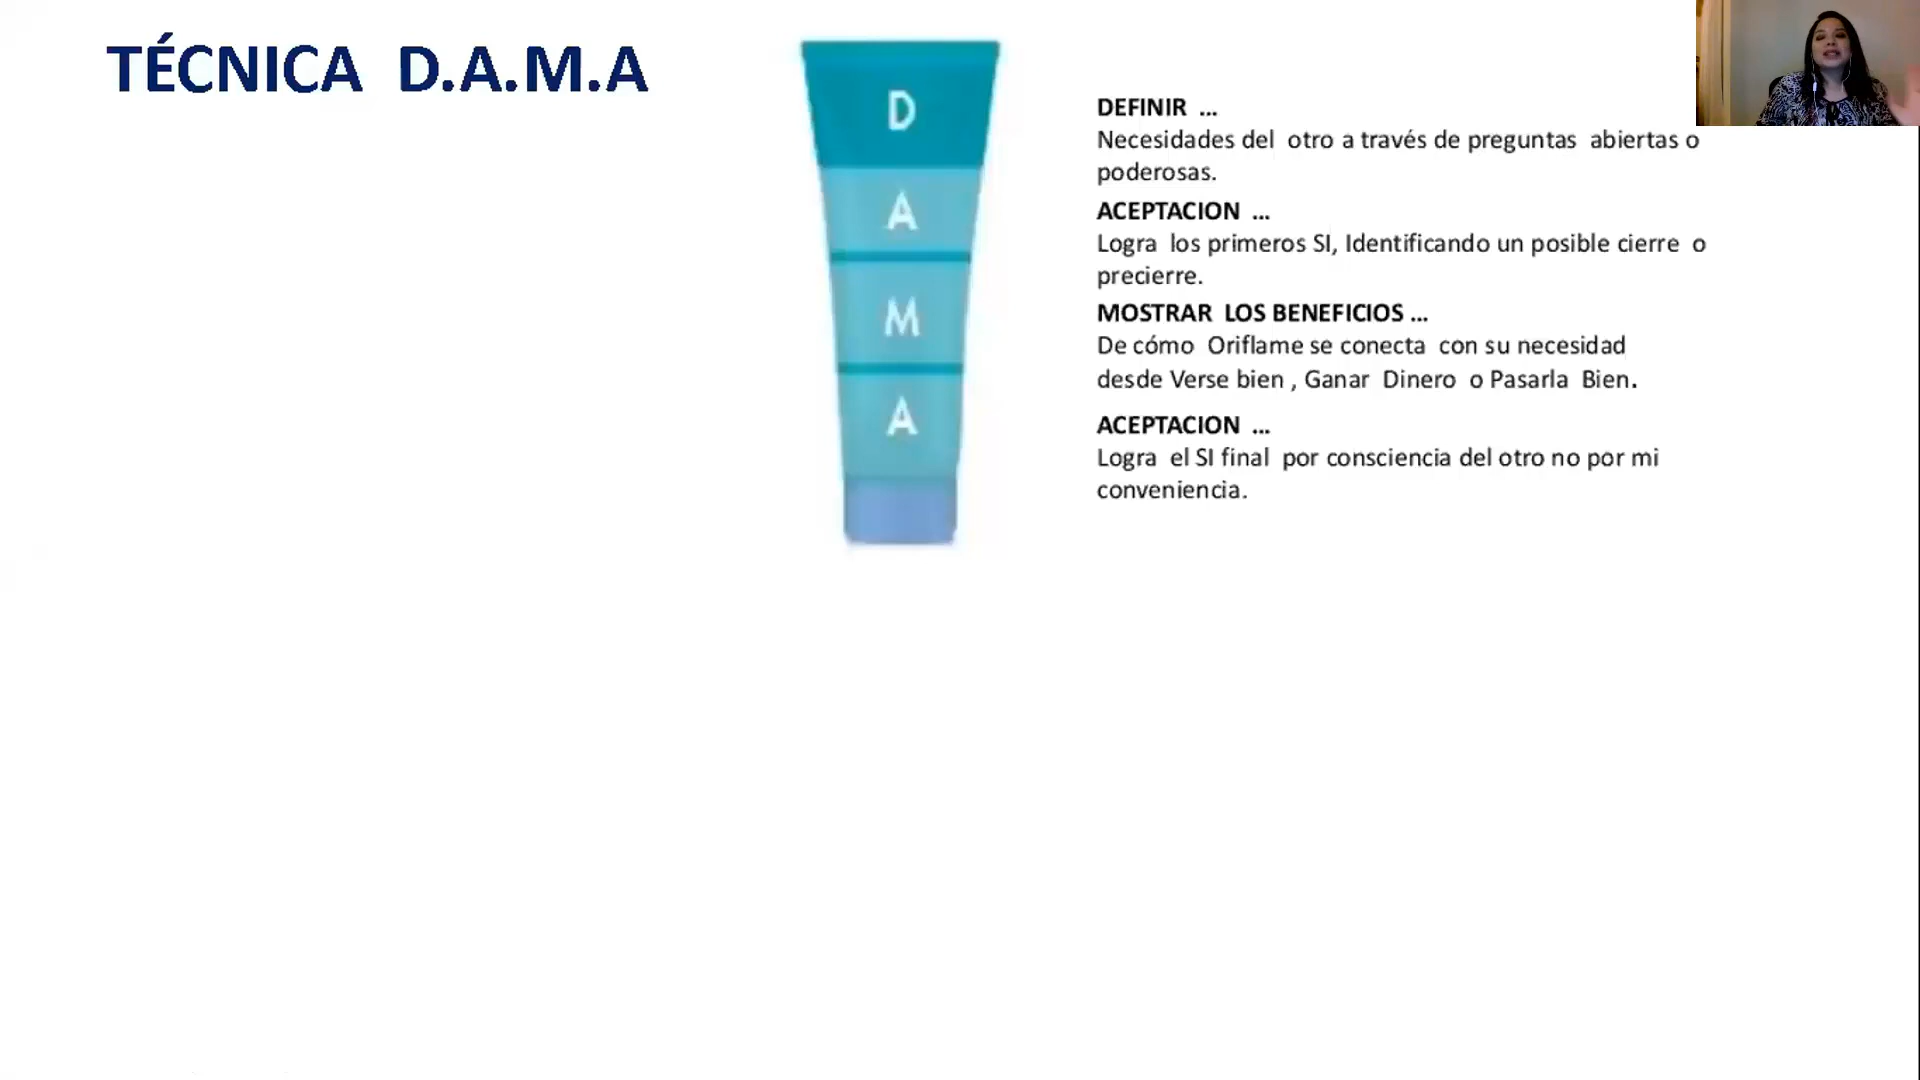 TÉCNICA D.A.M.A
D
A
M
A
DEFINIR ...
Necesidades del otro a través de preguntas abiertas o
poderosas.
ACEPTACION ...
Logra los primeros SI, Identificando un posible cierre o
precierre.
MOSTRAR LOS BENEFICIOS ...
De cómo Oriflame se conecta con su necesidad
desde Verse bien , Ganar Dinero o Pasarla Bien.
ACEPTACION ...
Logra el SI final por consciencia del otro no por mi
conveniencia.